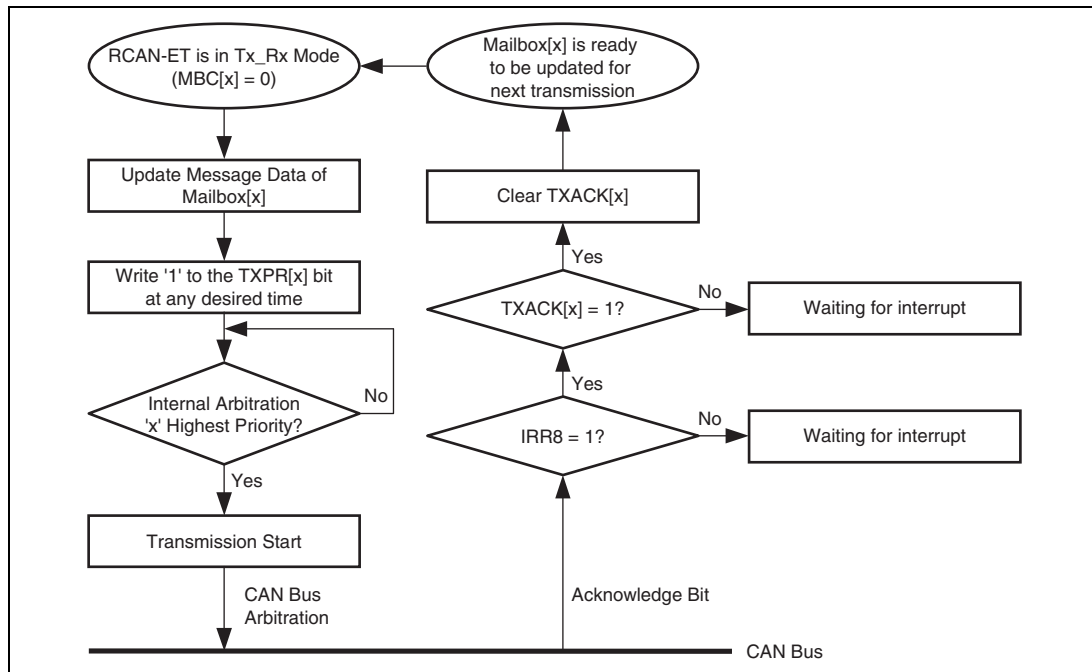 RCAN-ET is in Tx_Rx Mode
(MBC[x] = 0)
Update Message Data of
Mailbox[x]
Write '1' to the TXPR[x] bit
at any desired time
Internal Arbitration
'x' Highest Priority?
No
Yes
Transmission Start
CAN Bus
Arbitration
CAN Bus
Acknowledge Bit
IRR8 = 1?
No
Waiting for interrupt
Yes
TXACK[x] = 1?
No
Waiting for interrupt
Yes
Clear TXACK[x]
Mailbox[x] is ready
to be updated for
next transmission